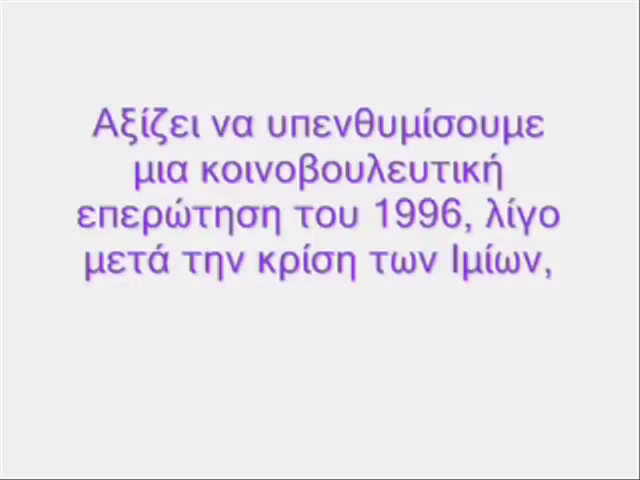 Αξίζει να υπενθυμίσουμε
μια κοινοβουλευτική
επερώτηση του 1996, λίγο
μετά την κρίση των Ιμίων,